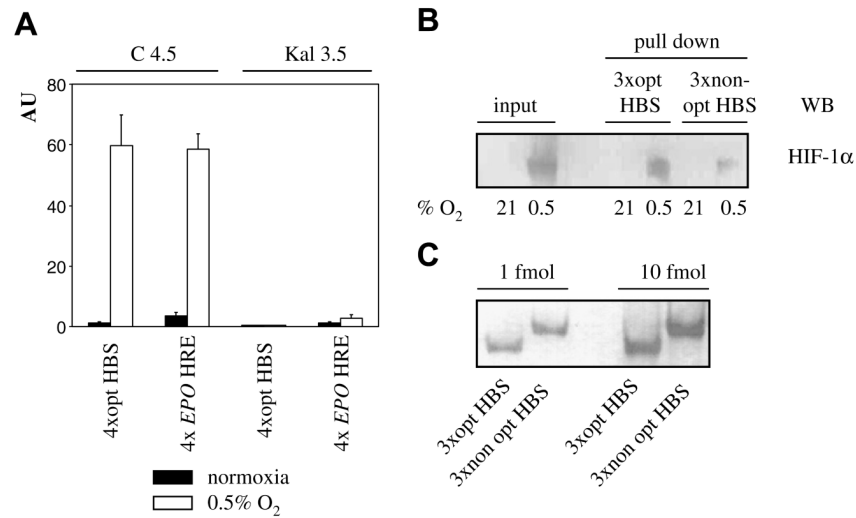 A
C 4.5
Kal 3.5
AU
80
60
40
20
0
4xopt HBS
4x EPO HRE
4xopt HBS
4x EPO HRE
normoxia
0.5% O₂
B
pull down
input
3xopt HBS
3xnon-opt HBS
WB
HIF-1α
% O₂
21 0.5
21 0.5
21 0.5
C
1 fmol
10 fmol
3xopt HBS
3xnon opt HBS
3xopt HBS
3xnon opt HBS